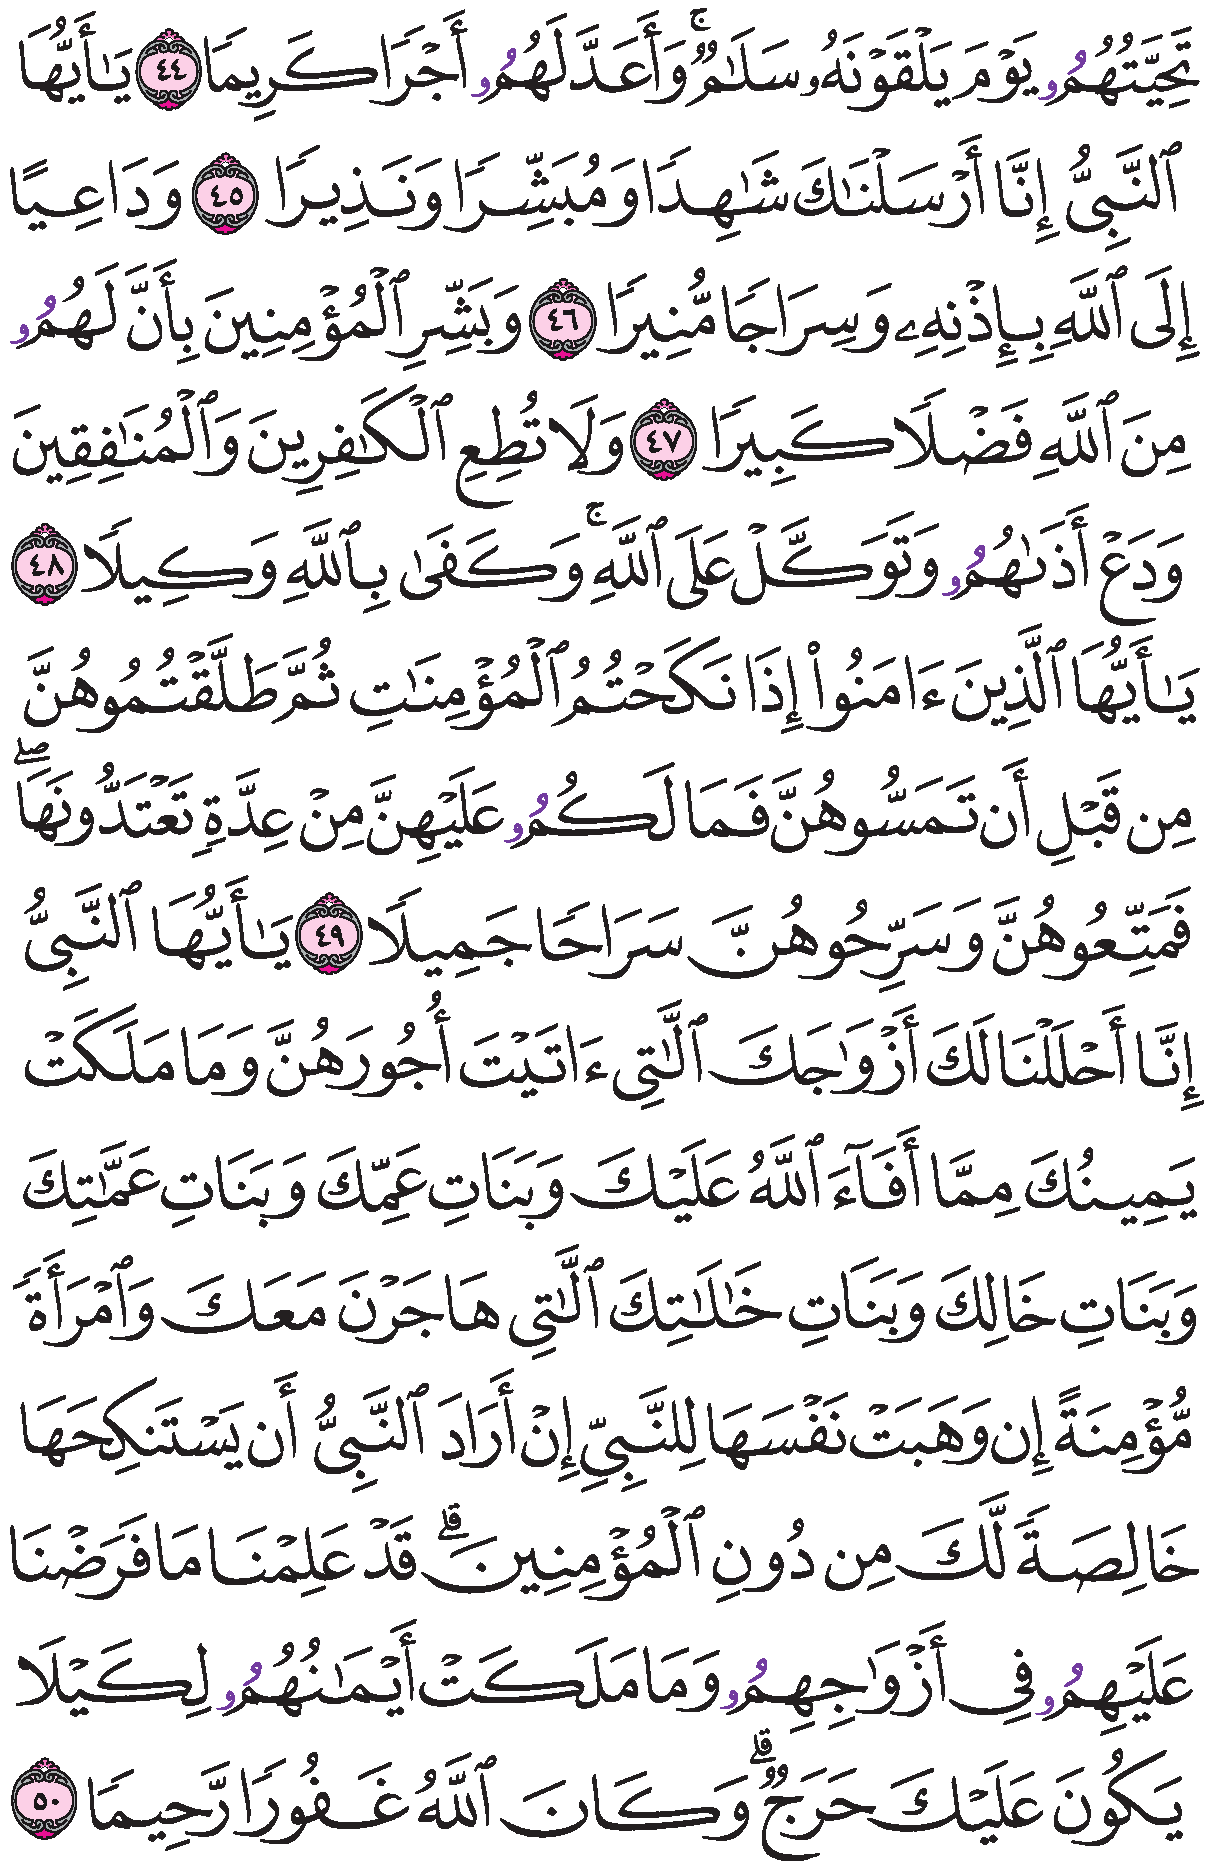 تَحِيَّتُهُمُۥ يَوْمَ يَلْقَوْنَهُۥ سَلَٰمٌۚ وَأَعَدَّ لَهُمُۥ أَجْرًا كَرِيمًا ٤٤ يَٰأَيُّهَا
ٱلنَّبِيُّ إِنَّا أَرْسَلْنَٰكَ شَٰهِدًا وَمُبَشِّرًا وَنَذِيرًا ٤٥ وَدَاعِيًا
إِلَى ٱللَّهِ بِإِذْنِهِۦ وَسِرَاجًا مُّنِيرًا ٤٦ وَبَشِّرِ ٱلْمُؤْمِنِينَ بِأَنَّ لَهُمُۥ
مِنَ ٱللَّهِ فَضْلًا كَبِيرًا ٤٧ وَلَا تُطِعِ ٱلْكَٰفِرِينَ وَٱلْمُنَٰفِقِينَ
وَدَعْ أَذَىٰهُمُۥ وَتَوَكَّلْ عَلَى ٱللَّهِۚ وَكَفَىٰ بِٱللَّهِ وَكِيلًا ٤٨
يَٰأَيُّهَا ٱلَّذِينَ ءَامَنُوا۟ إِذَا نَكَحْتُمُ ٱلْمُؤْمِنَٰتِ ثُمَّ طَلَّقْتُمُوهُنَّ
مِن قَبْلِ أَن تَمَسُّوهُنَّ فَمَا لَكُمُۥ عَلَيْهِنَّ مِنْ عِدَّةٍ تَعْتَدُّونَهَاۖ
فَمَتِّعُوهُنَّ وَسَرِّحُوهُنَّ سَرَاحًا جَمِيلًا ٤٩ يَٰأَيُّهَا ٱلنَّبِيُّ
إِنَّا أَحْلَلْنَا لَكَ أَزْوَٰجَكَ ٱلَّٰتِي ءَاتَيْتَ أُجُورَهُنَّ وَمَا مَلَكَتْ
يَمِينُكَ مِمَّا أَفَآءَ ٱللَّهُ عَلَيْكَ وَبَنَاتِ عَمِّكَ وَبَنَاتِ عَمَّٰتِكَ
وَبَنَاتِ خَالِكَ وَبَنَاتِ خَٰلَٰتِكَ ٱلَّٰتِي هَاجَرْنَ مَعَكَ وَٱمْرَأَةً
مُّؤْمِنَةً إِن وَهَبَتْ نَفْسَهَا لِلنَّبِيِّ إِنْ أَرَادَ ٱلنَّبِيُّ أَن يَسْتَنكِحَهَا
خَالِصَةً لَّكَ مِن دُونِ ٱلْمُؤْمِنِينَۗ قَدْ عَلِمْنَا مَا فَرَضْنَا
عَلَيْهِمُۥ فِي أَزْوَٰجِهِمُۥ وَمَا مَلَكَتْ أَيْمَٰنُهُمُۥ لِكَيْلَا
يَكُونَ عَلَيْكَ حَرَجٌۗ وَكَانَ ٱللَّهُ غَفُورًا رَّحِيمًا ٥٠